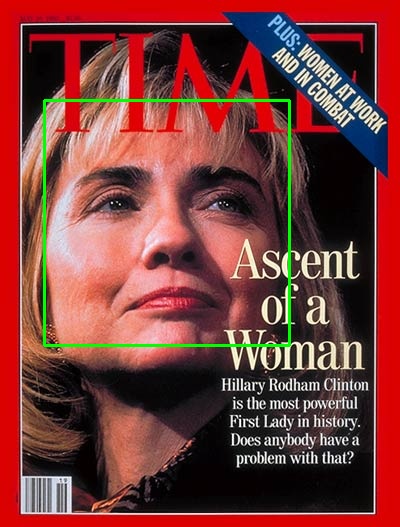 TIME
PLUS: WOMEN AT WORK
AND IN COMBAT
Ascent
of a
Woman
Hillary Rodham Clinton
is the most powerful
First Lady in history.
Does anybody have a
problem with that?
19